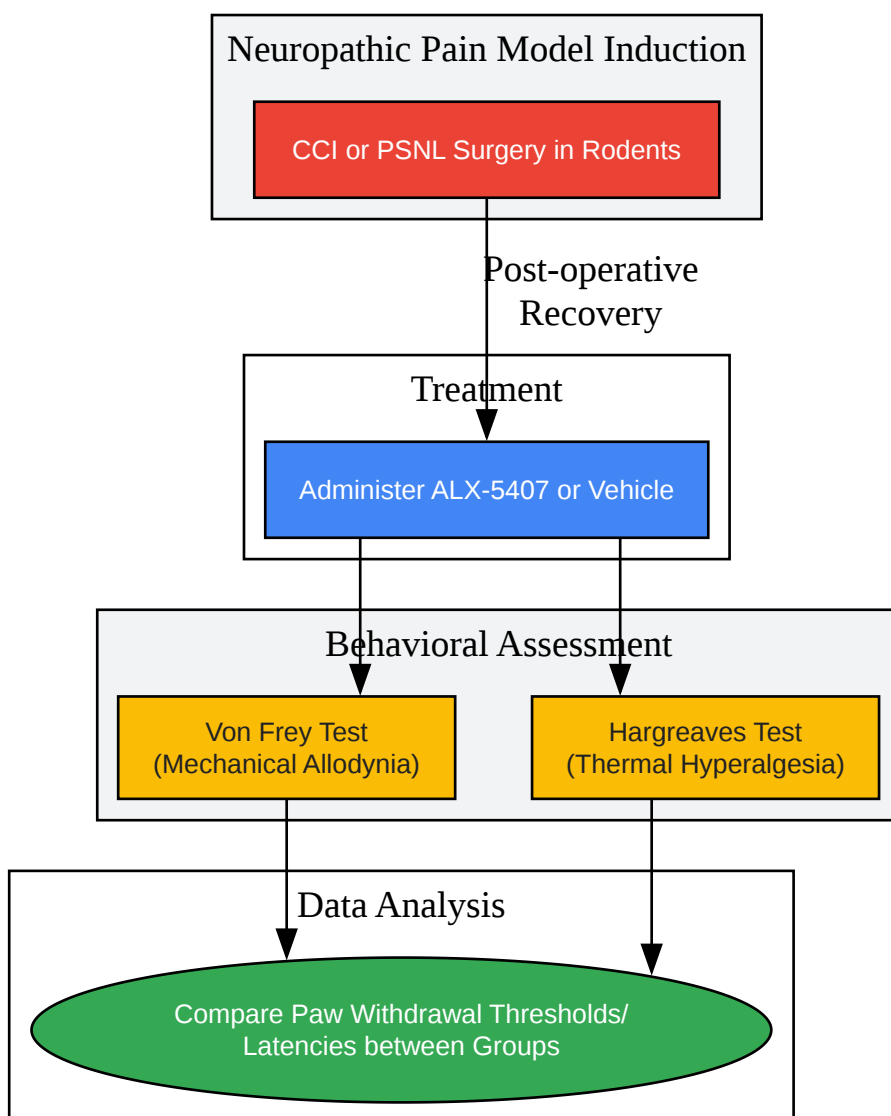 Neuropathic Pain Model Induction
CCI or PSNL Surgery in Rodents
Post-operative
Recovery
Treatment
Administer ALX-5407 or Vehicle
Behavioral Assessment
Von Frey Test
(Mechanical Allodynia)
Hargreaves Test
(Thermal Hyperalgesia)
Data Analysis
Compare Paw Withdrawal Thresholds/
Latencies between Groups